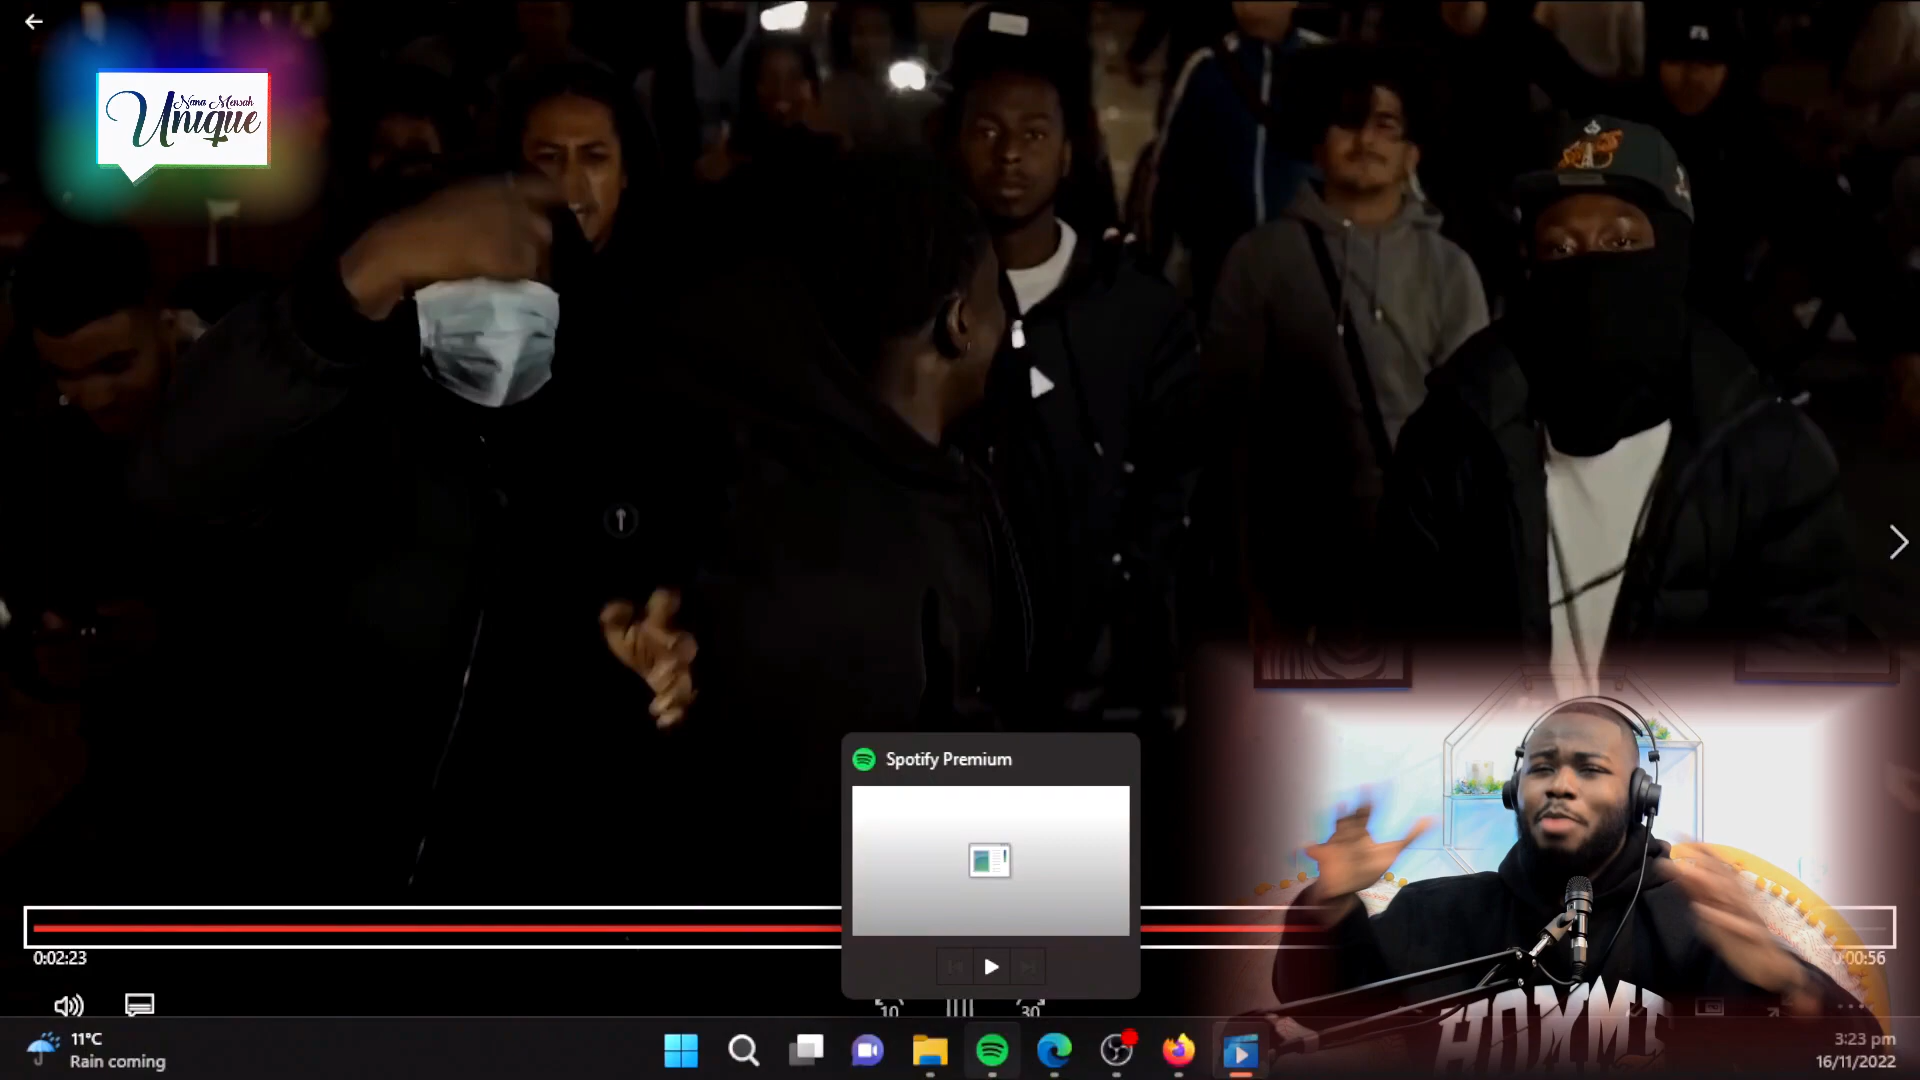 Nana Mensah
Unique
Spotify Premium
0:02:23
0:00:56
10
30
HOMME
11°C
Rain coming
3:23 pm
16/11/2022